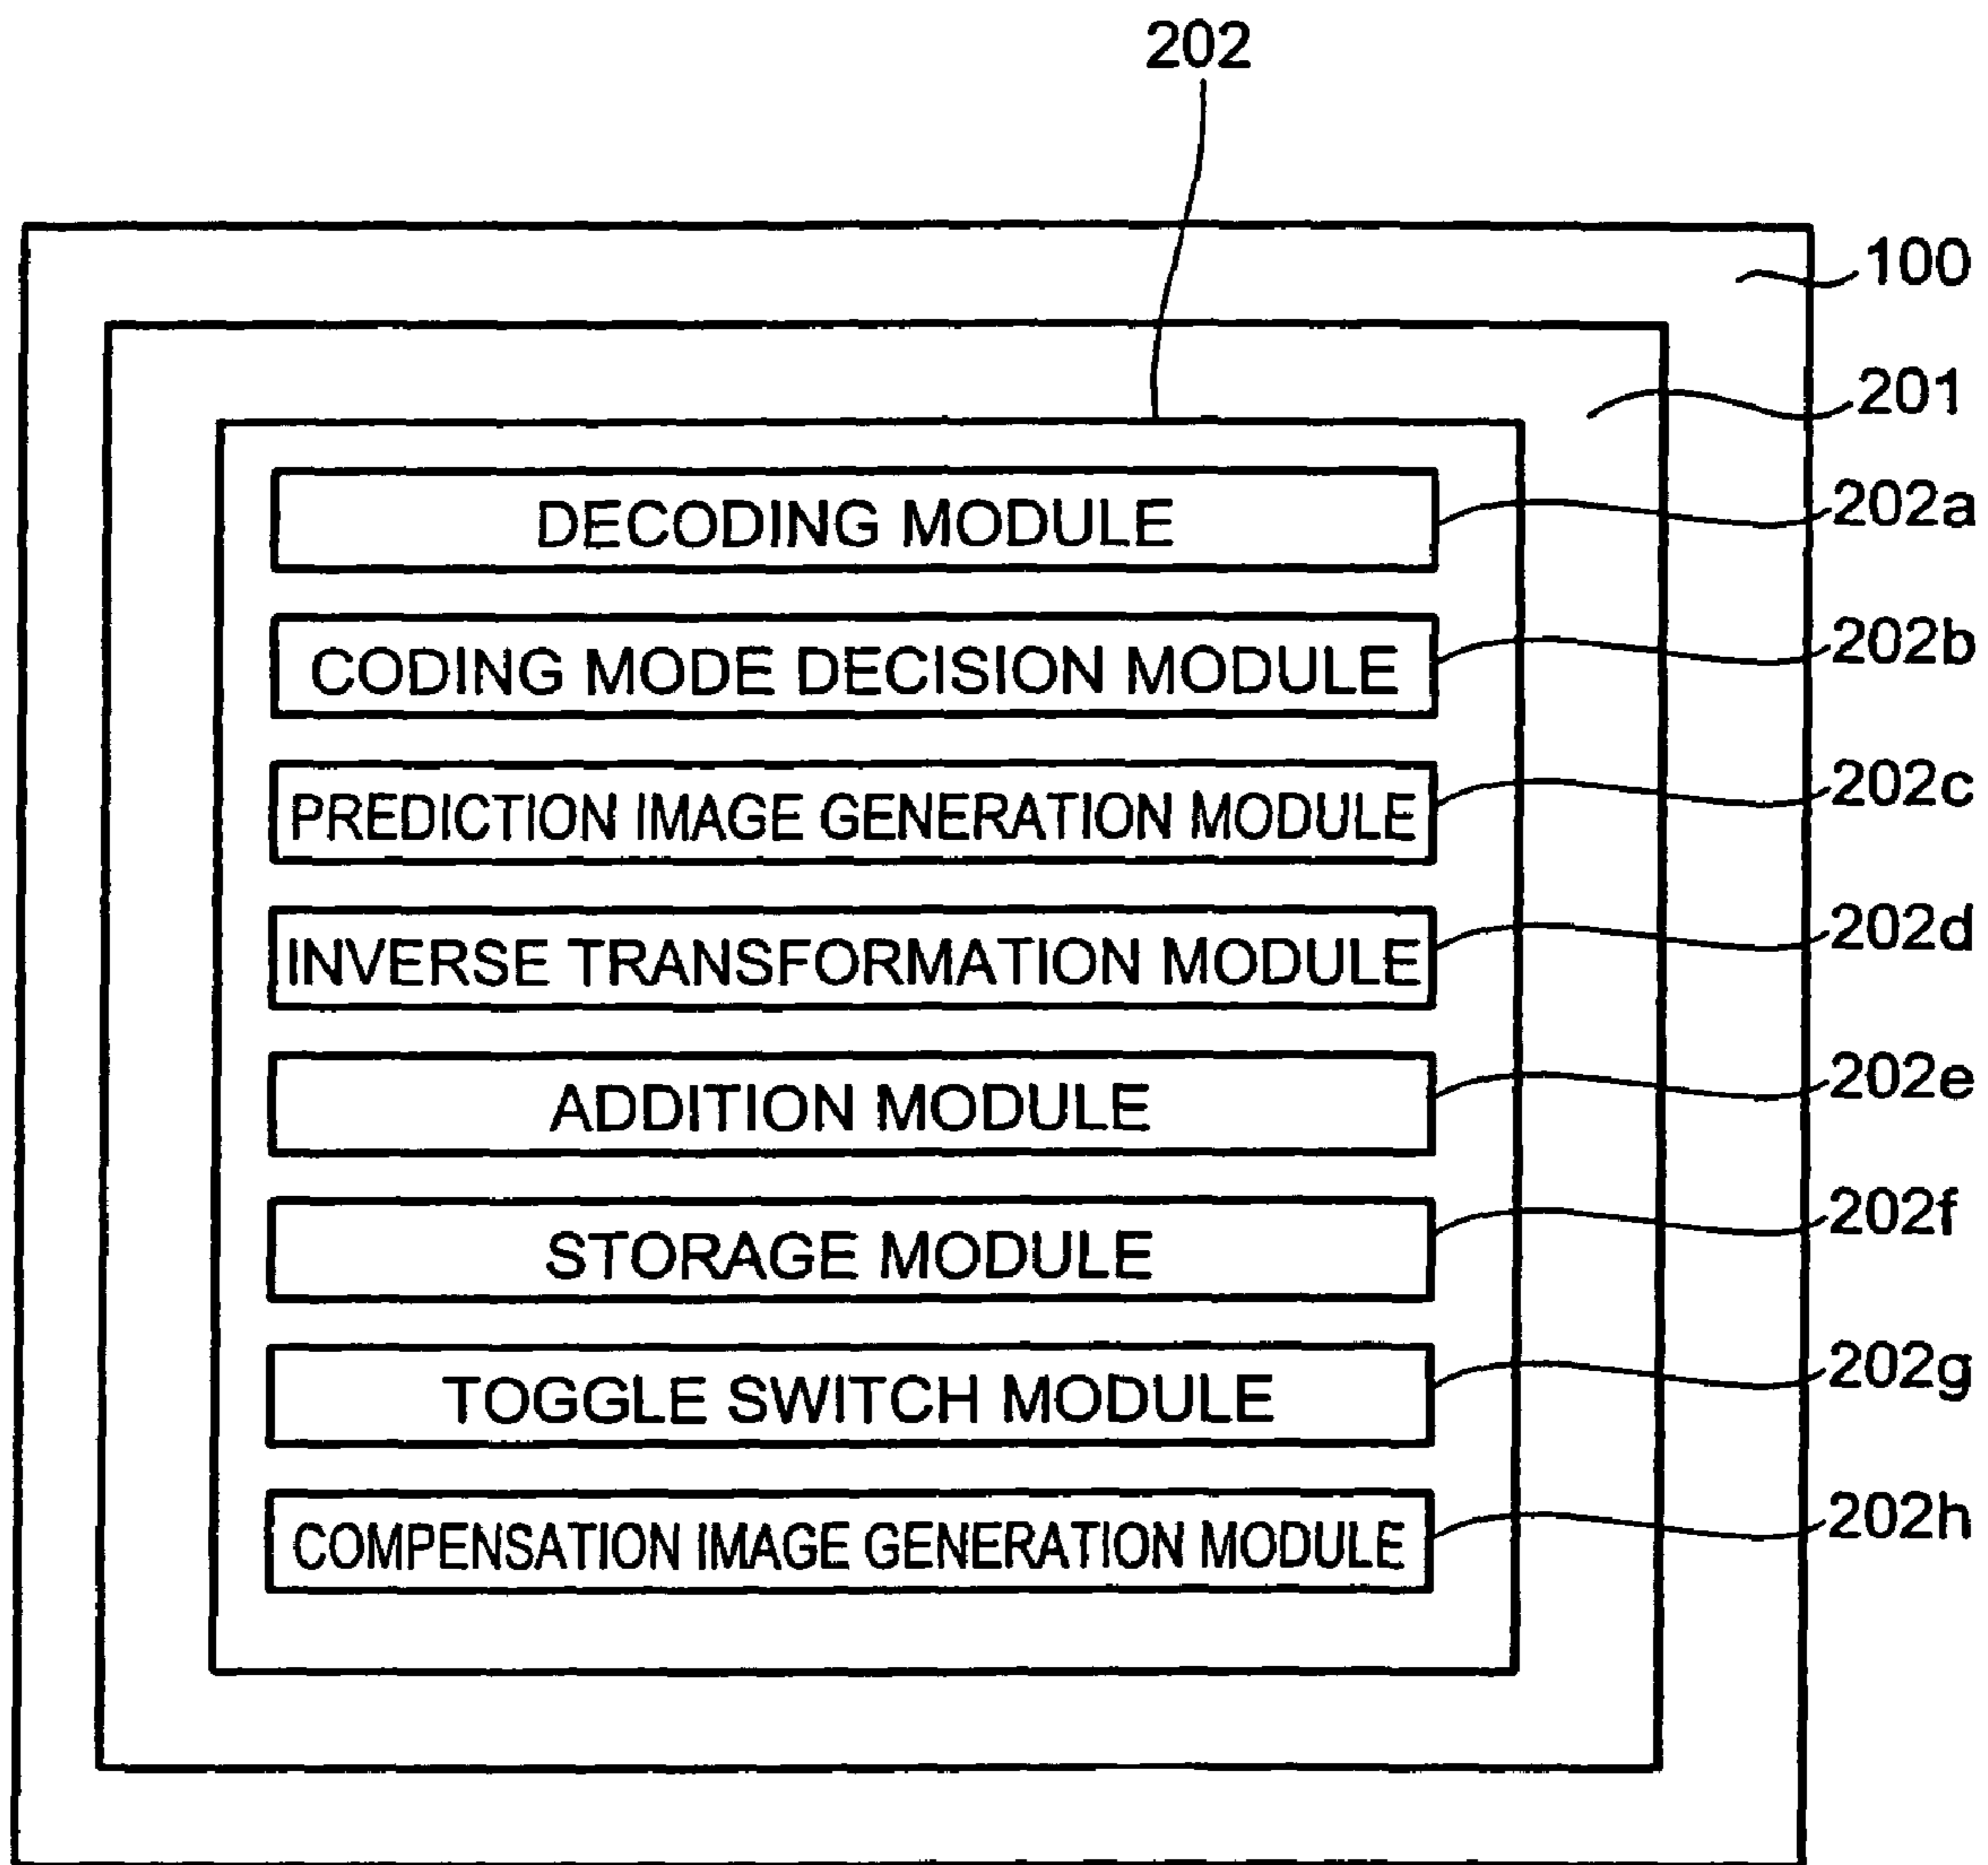 202
100
201
DECODING MODULE 202a
CODING MODE DECISION MODULE 202b
PREDICTION IMAGE GENERATION MODULE 202c
INVERSE TRANSFORMATION MODULE 202d
ADDITION MODULE 202e
STORAGE MODULE 202f
TOGGLE SWITCH MODULE 202g
COMPENSATION IMAGE GENERATION MODULE 202h